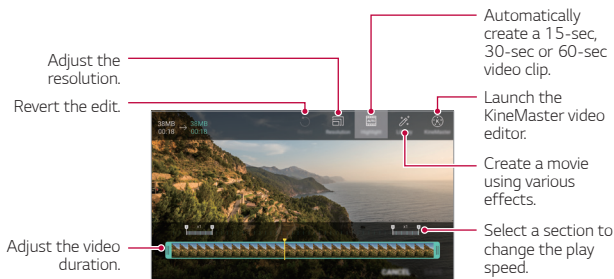 Adjust the
resolution.
Revert the edit.
Adjust the video
duration.
Automatically
create a 15-sec,
30-sec or 60-sec
video clip.
Launch the
KineMaster video
editor.
Create a movie
using various
effects.
Select a section to
change the play
speed.
38MB → 38MB
00:18 00:18
Resolution
Highlight
KineMaster
x1
x1
CANCEL